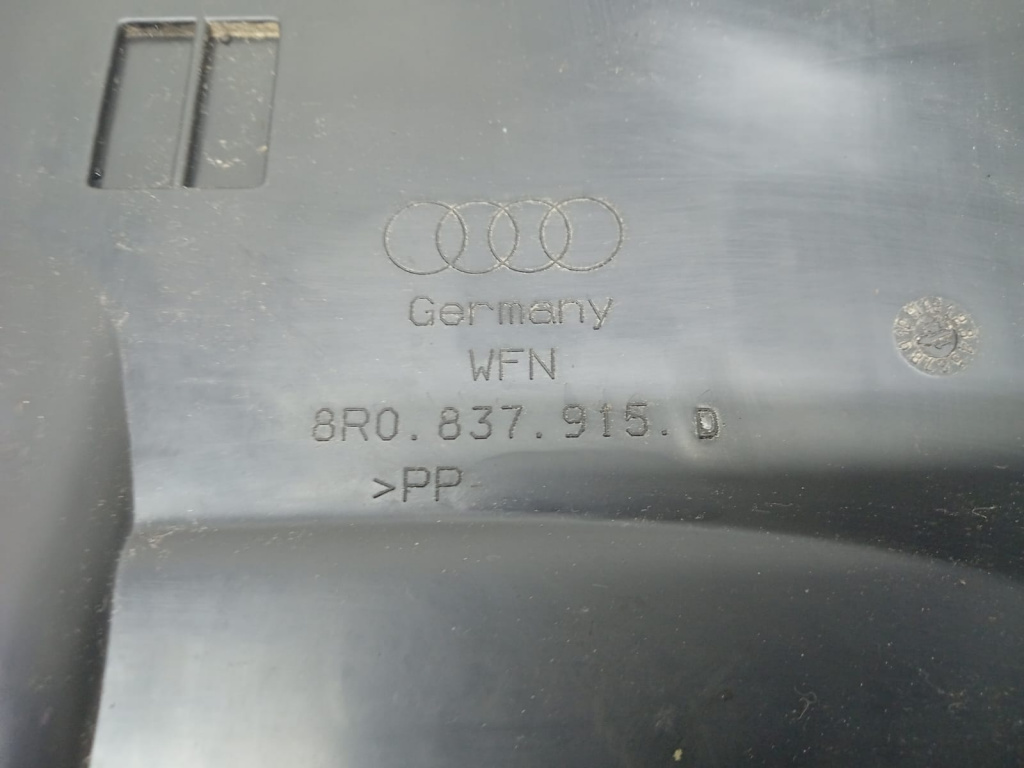 Germany
WFN
8R0.837.915.D
>PP